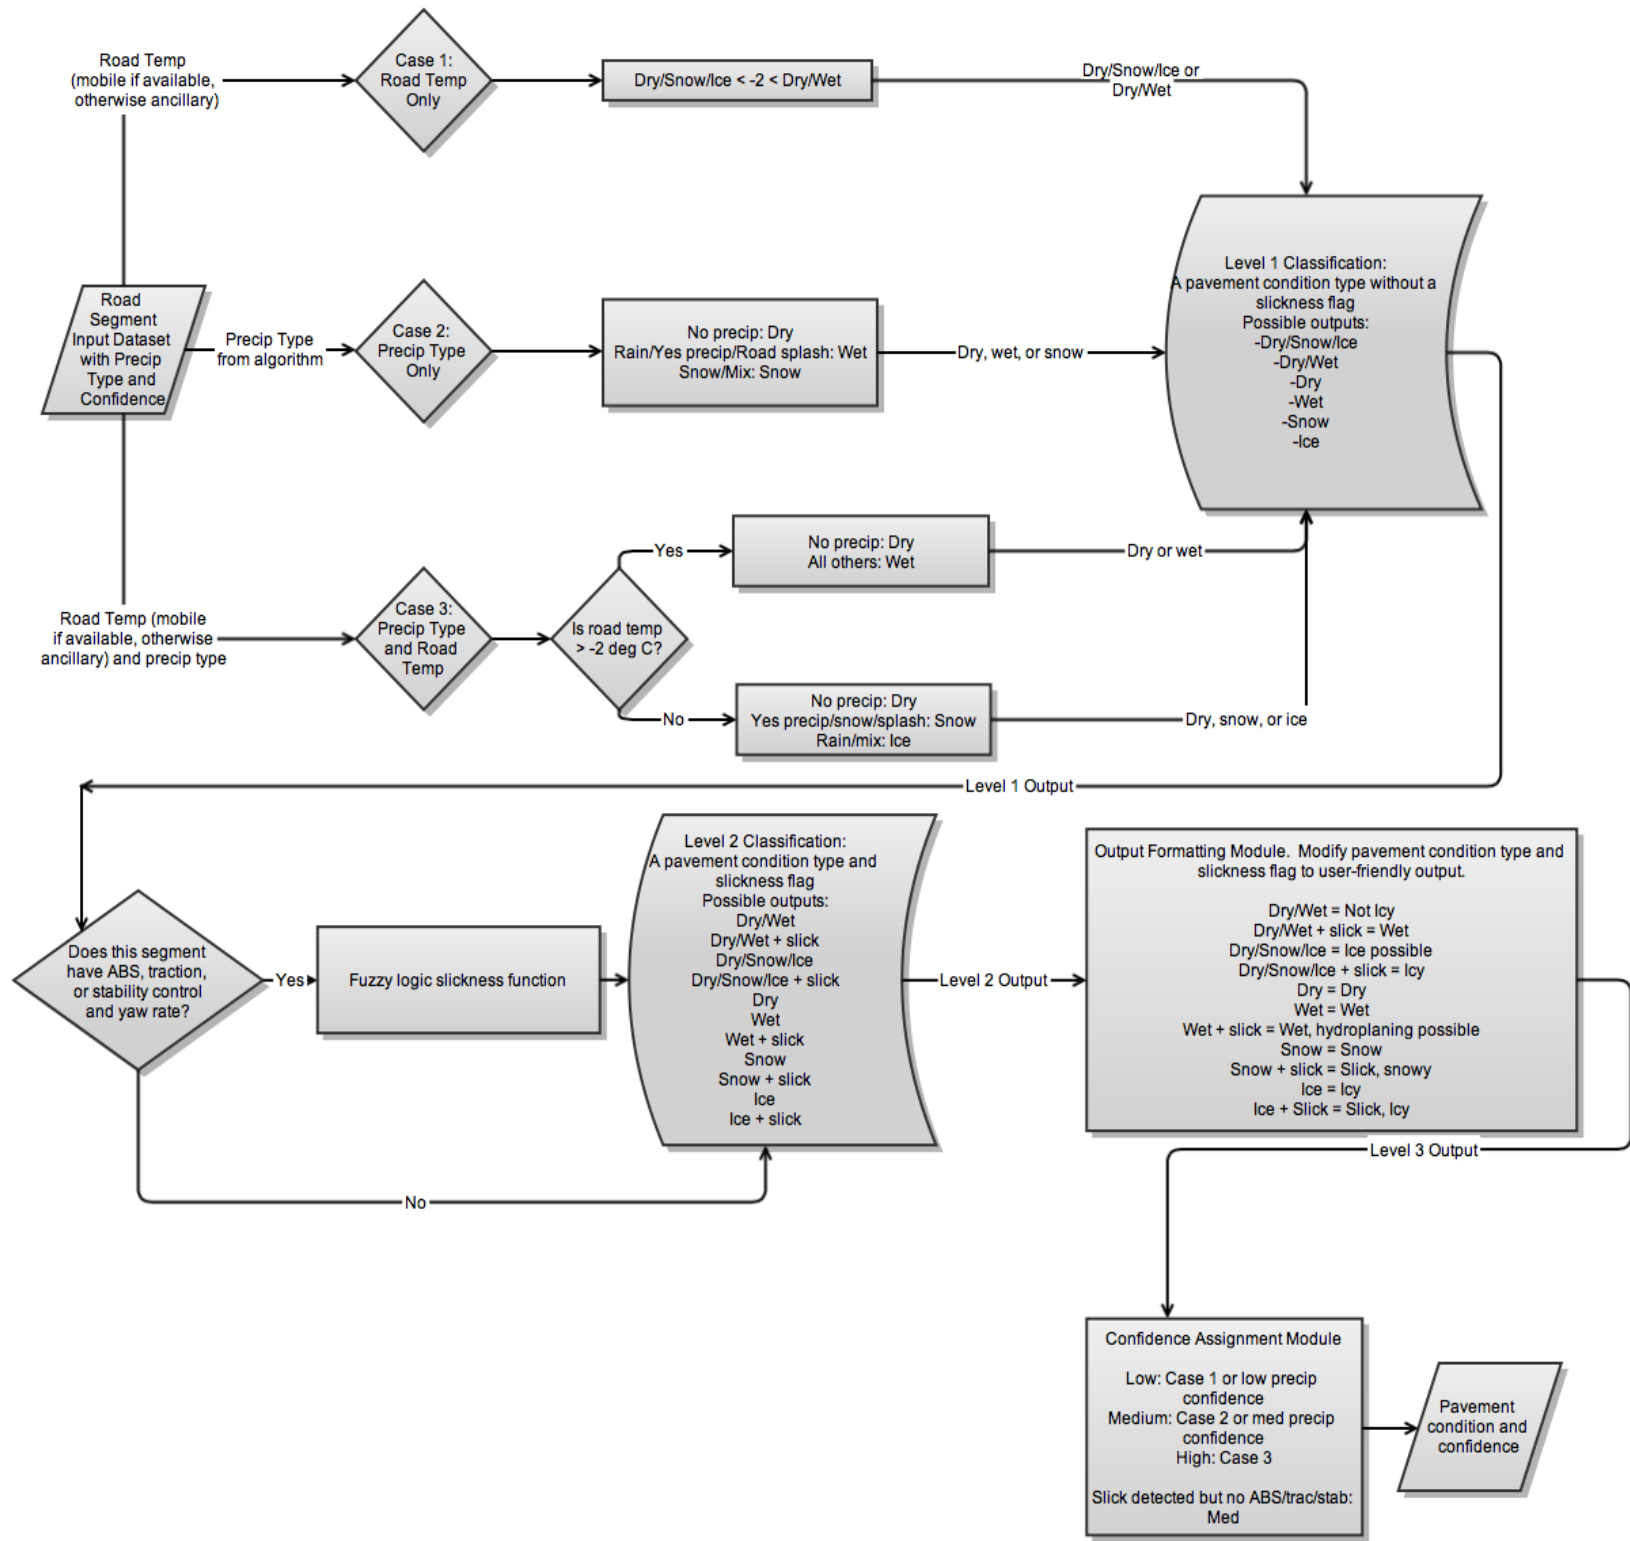 Road Temp
(mobile if available,
otherwise ancillary)
Case 1:
Road Temp
Only
Dry/Snow/Ice < -2 < Dry/Wet
Dry/Snow/Ice or
Dry/Wet
Road
Segment
Input Dataset
with Precip
Type and
Confidence
Precip Type
from algorithm
Case 2:
Precip Type
Only
No precip: Dry
Rain/Yes precip/Road splash: Wet
Snow/Mix: Snow
Dry, wet, or snow
Level 1 Classification:
A pavement condition type without a
slickness flag
Possible outputs:
-Dry/Snow/Ice
-Dry/Wet
-Dry
-Wet
-Snow
-Ice
Road Temp (mobile
if available, otherwise
ancillary) and precip type
Case 3:
Precip Type
and Road
Temp
Is road temp
> -2 deg C?
Yes
No precip: Dry
All others: Wet
Dry or wet
No
No precip: Dry
Yes precip/snow/splash: Snow
Rain/mix: Ice
Dry, snow, or ice
Level 1 Output
Does this segment
have ABS, traction,
or stability control
and yaw rate?
Yes
Fuzzy logic slickness function
No
Level 2 Classification:
A pavement condition type and
slickness flag
Possible outputs:
Dry/Wet
Dry/Wet + slick
Dry/Snow/Ice
Dry/Snow/Ice + slick
Dry
Wet
Wet + slick
Snow
Snow + slick
Ice
Ice + slick
Level 2 Output
Output Formatting Module.  Modify pavement condition type and
slickness flag to user-friendly output.
Dry/Wet = Not Icy
Dry/Wet + slick = Wet
Dry/Snow/Ice = Ice possible
Dry/Snow/Ice + slick = Icy
Dry = Dry
Wet = Wet
Wet + slick = Wet, hydroplaning possible
Snow = Snow
Snow + slick = Slick, snowy
Ice = Icy
Ice + Slick = Slick, Icy
Level 3 Output
Confidence Assignment Module
Low: Case 1 or low precip
confidence
Medium: Case 2 or med precip
confidence
High: Case 3
Slick detected but no ABS/trac/stab:
Med
Pavement
condition and
confidence